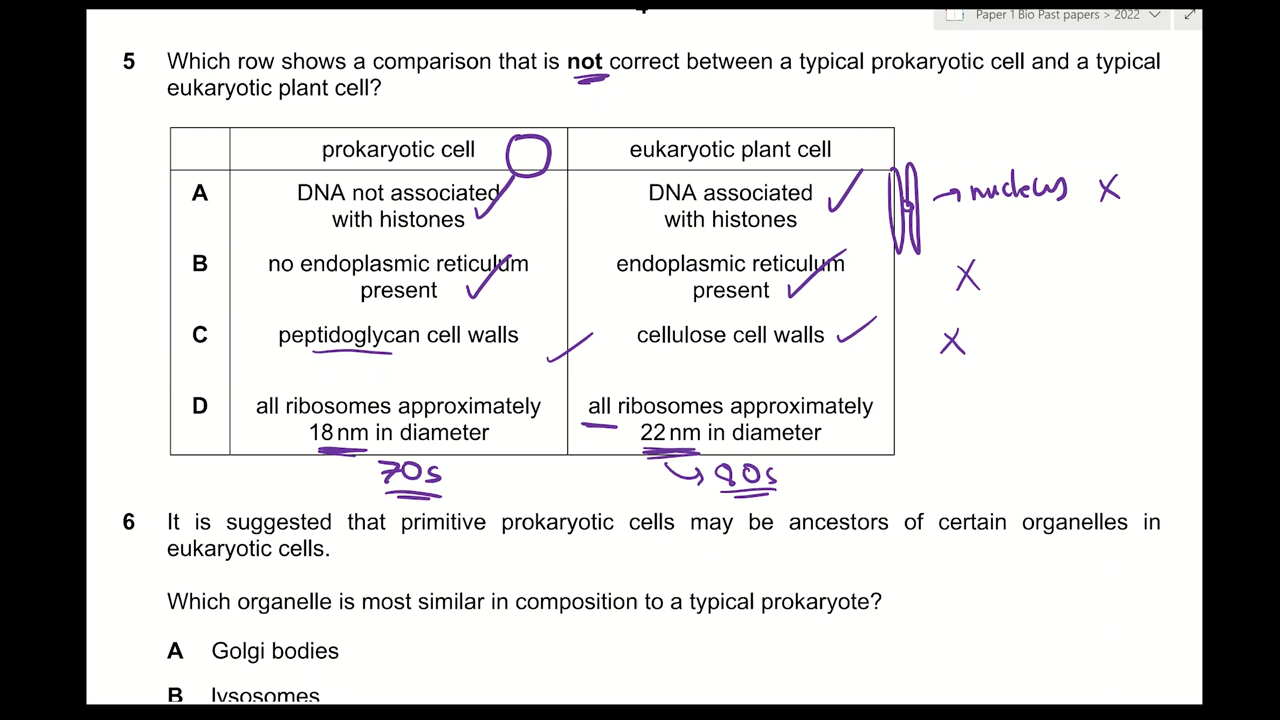 4
Paper 1 Bio Past papers > 2022
5 Which row shows a comparison that is not correct between a typical prokaryotic cell and a typical
eukaryotic plant cell?
prokaryotic cell eukaryotic plant cell
A DNA not associated with histones DNA associated with histones
→ nucleus X
B no endoplasmic reticulum present endoplasmic reticulum present
X
C peptidoglycan cell walls cellulose cell walls
X
D all ribosomes approximately 18 nm in diameter all ribosomes approximately 22 nm in diameter
70s 80s
6 It is suggested that primitive prokaryotic cells may be ancestors of certain organelles in
eukaryotic cells.
Which organelle is most similar in composition to a typical prokaryote?
A Golgi bodies
B lysosomes